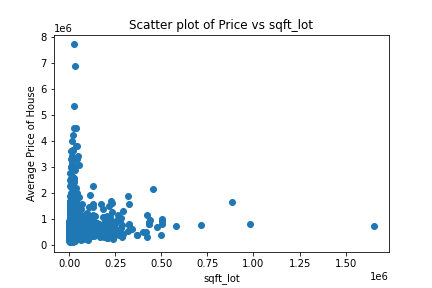 Scatter plot of Price vs sqft_lot
1e6
8
7
6
5
4
3
2
1
0
Average Price of House
0.00 0.25 0.50 0.75 1.00 1.25 1.50
sqft_lot
1e6